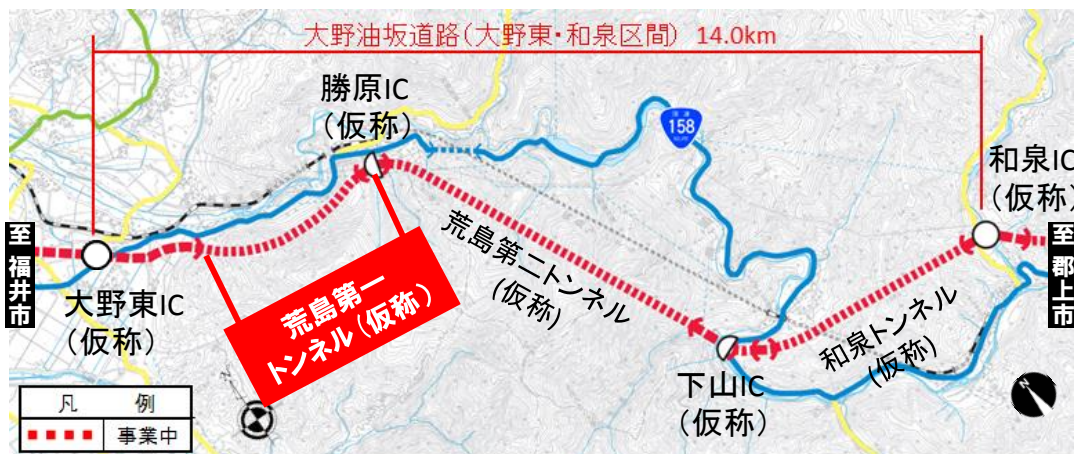 大野油坂道路(大野東・和泉区間) 14.0km
勝原IC
(仮称)
158
和泉IC
(仮称)
至 福井市
至 郡上市
荒島第二トンネル
(仮称)
荒島第一
トンネル(仮称)
大野東IC
(仮称)
和泉トンネル
(仮称)
下山IC
(仮称)
N
凡 例
事業中